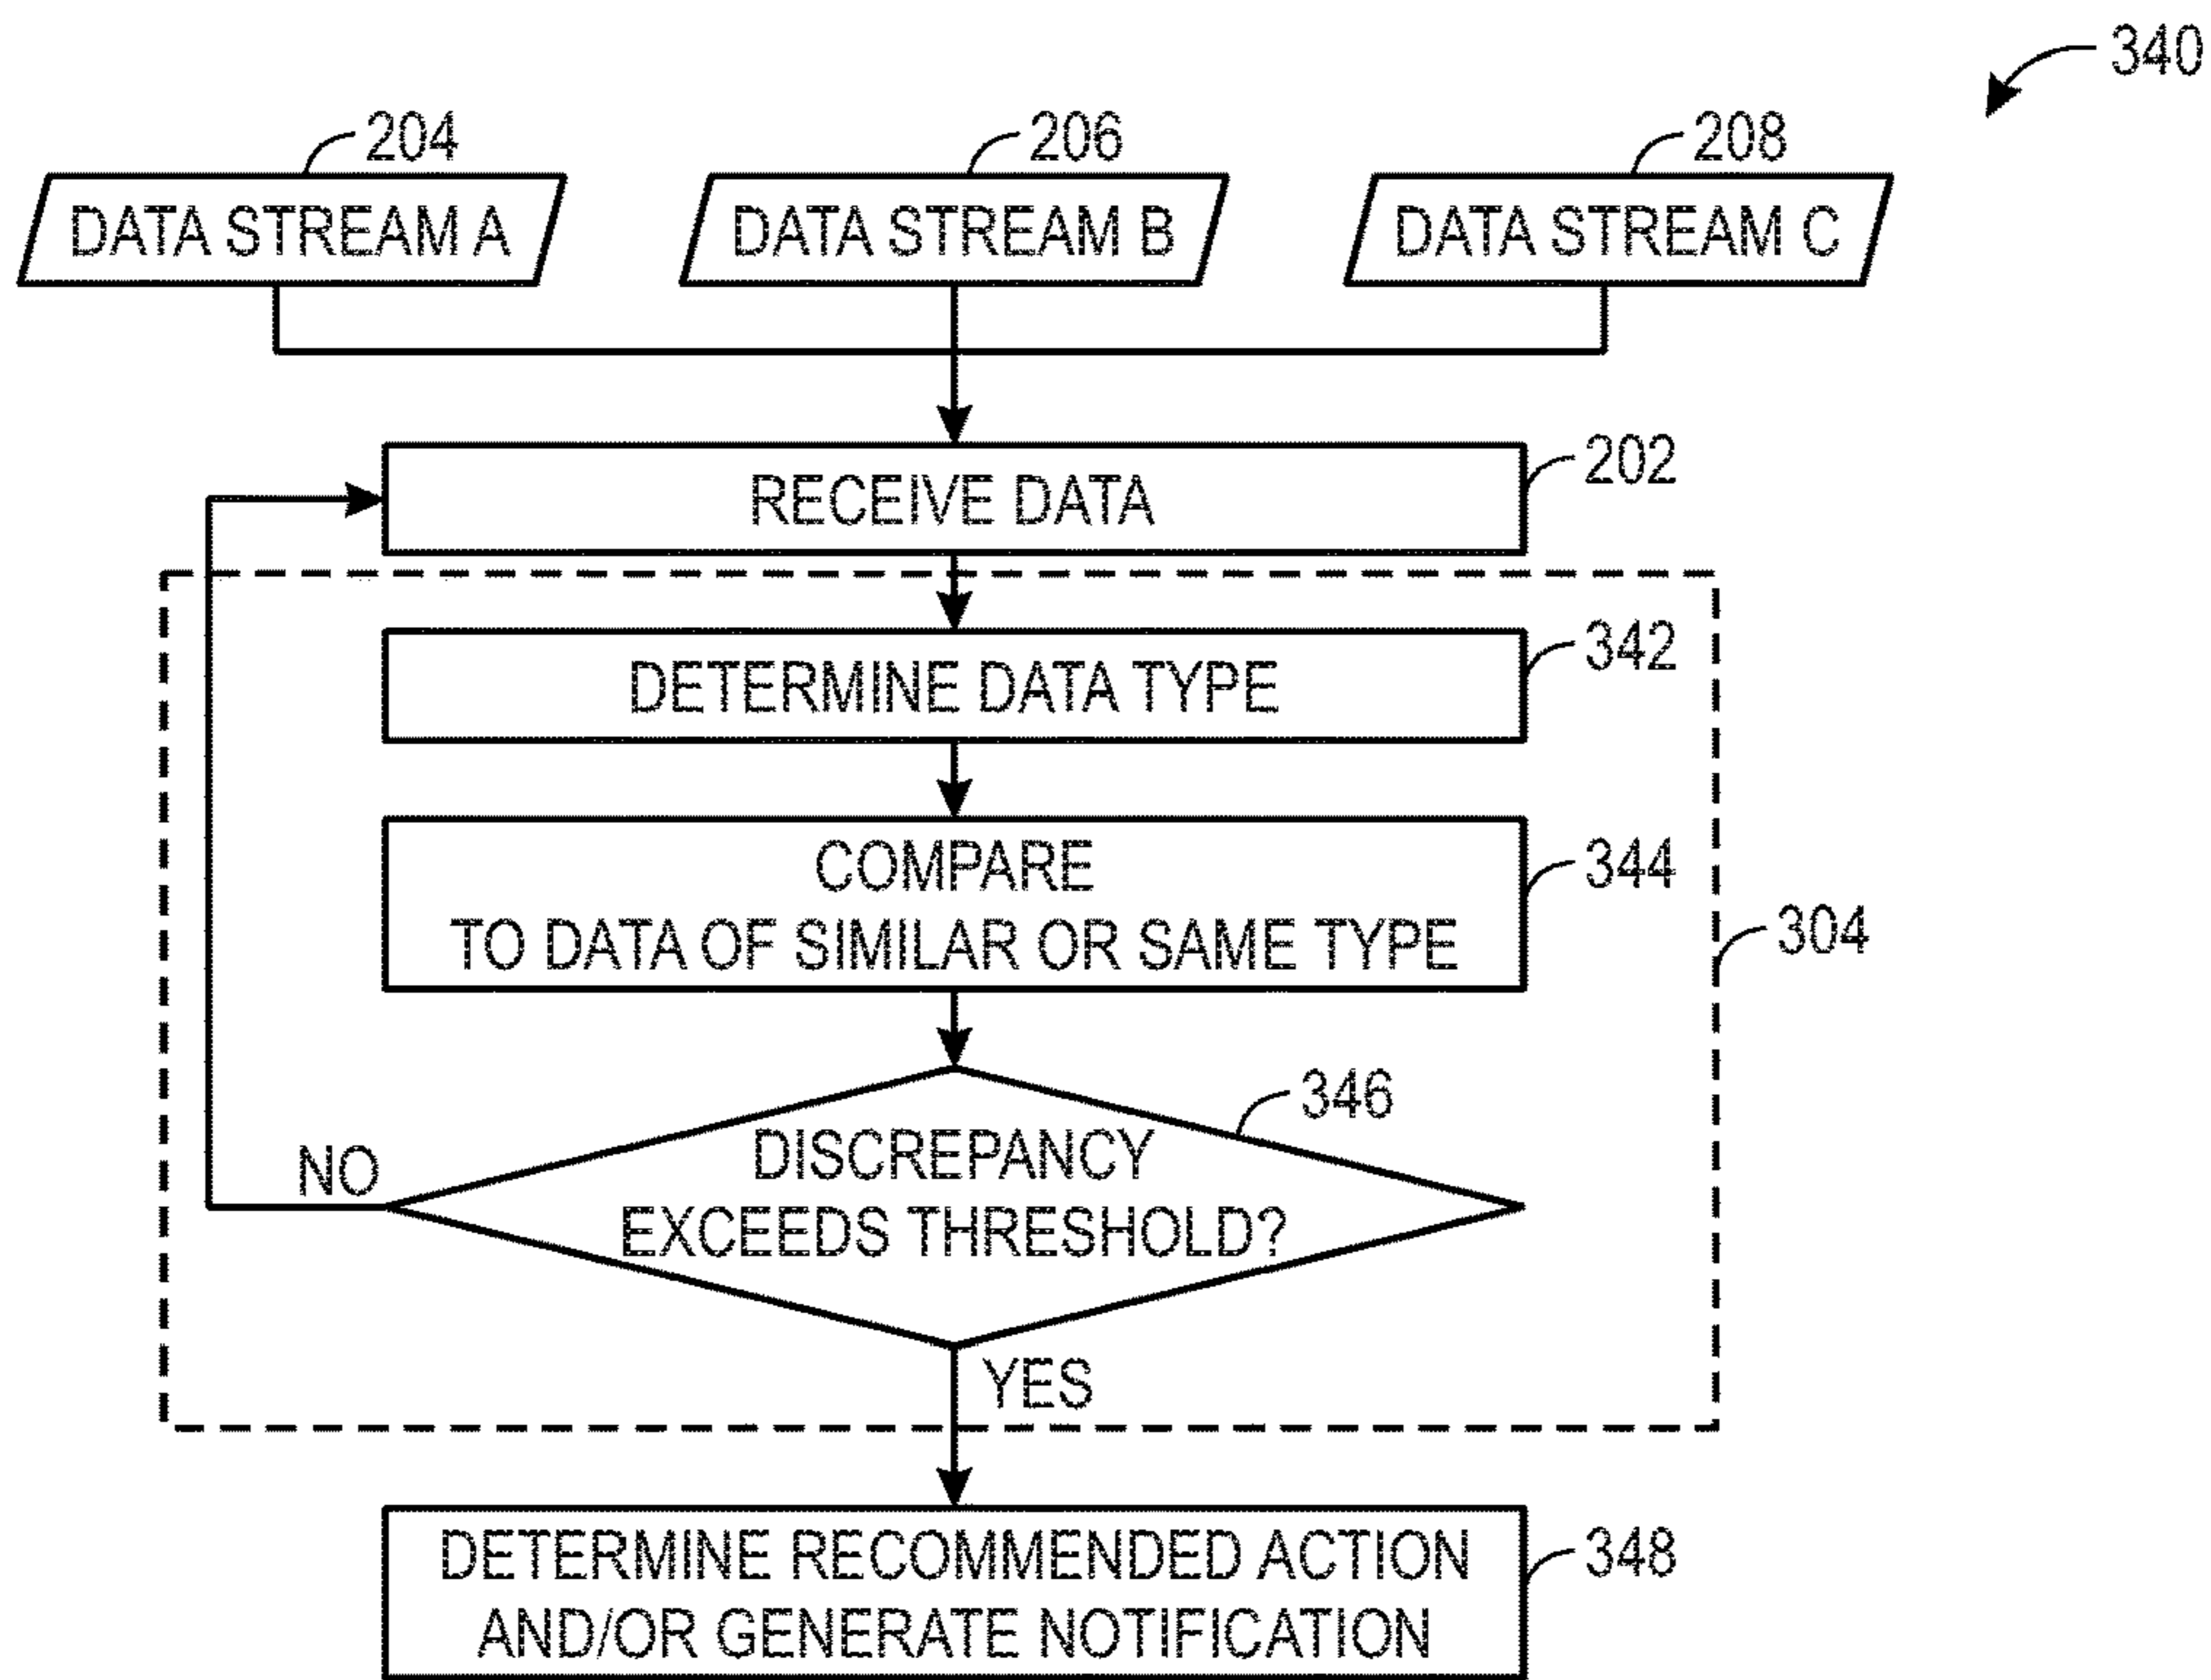 340
204
206
208
DATA STREAM A
DATA STREAM B
DATA STREAM C
RECEIVE DATA
202
DETERMINE DATA TYPE
342
COMPARE
TO DATA OF SIMILAR OR SAME TYPE
344
304
DISCREPANCY
EXCEEDS THRESHOLD?
346
NO
YES
DETERMINE RECOMMENDED ACTION
AND/OR GENERATE NOTIFICATION
348